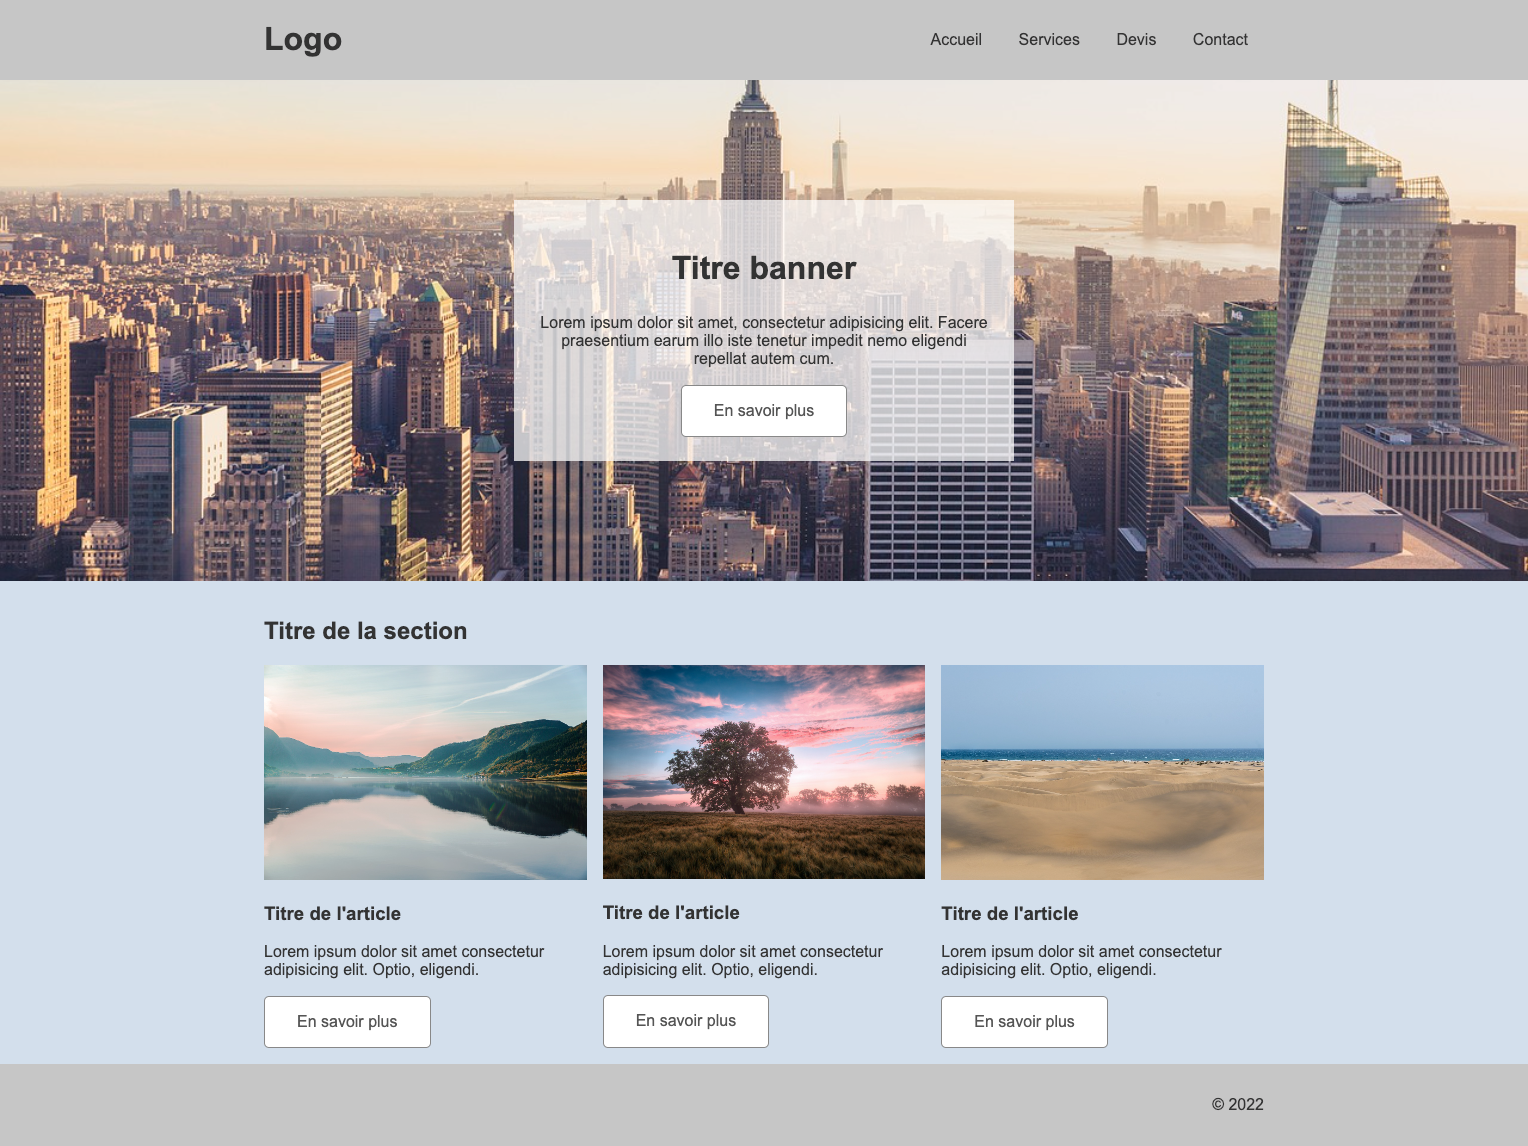 Logo
Accueil Services Devis Contact
Titre banner
Lorem ipsum dolor sit amet, consectetur adipisicing elit. Facere
praesentium earum illo iste tenetur impedit nemo eligendi
repellat autem cum.
En savoir plus
Titre de la section
Titre de l'article
Lorem ipsum dolor sit amet consectetur
adipisicing elit. Optio, eligendi.
En savoir plus
Titre de l'article
Lorem ipsum dolor sit amet consectetur
adipisicing elit. Optio, eligendi.
En savoir plus
Titre de l'article
Lorem ipsum dolor sit amet consectetur
adipisicing elit. Optio, eligendi.
En savoir plus
© 2022